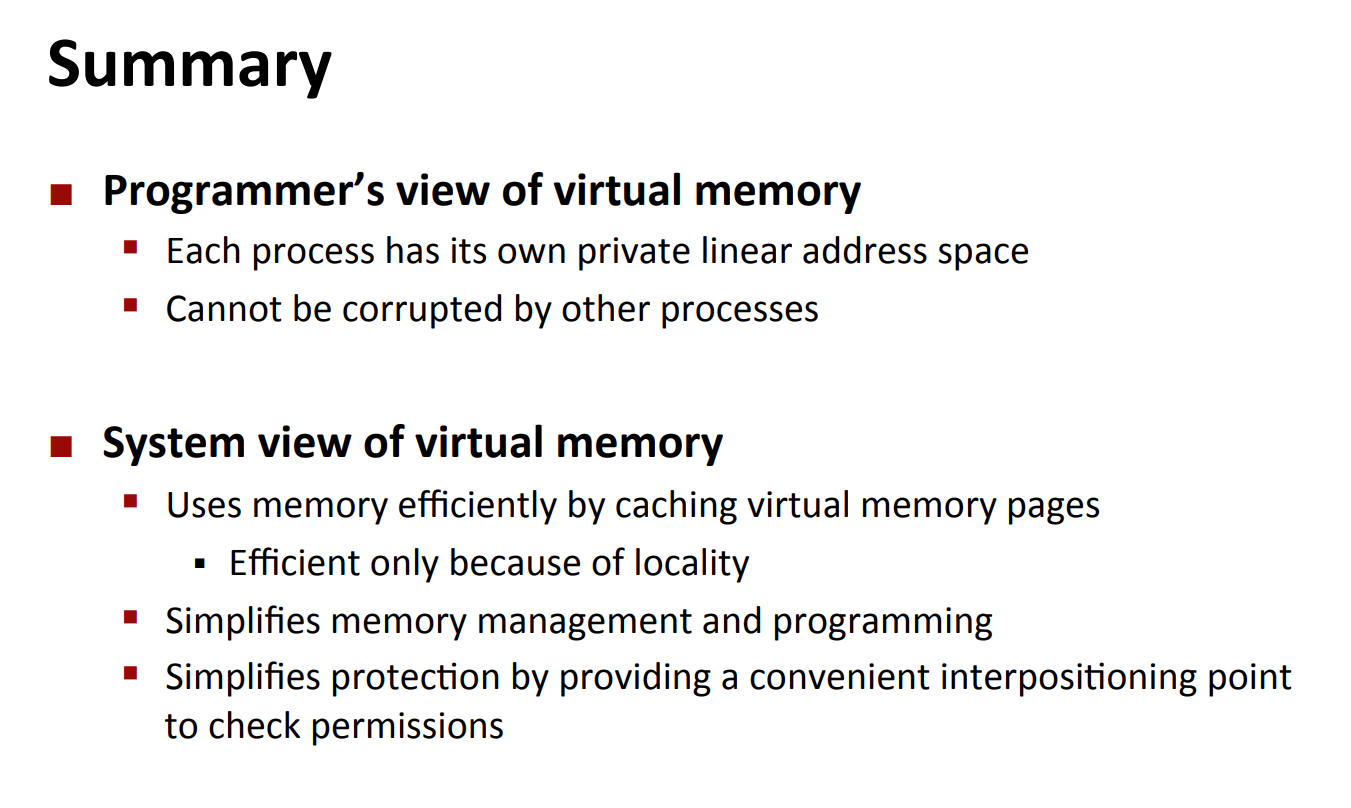 Summary
Programmer’s view of virtual memory
Each process has its own private linear address space
Cannot be corrupted by other processes
System view of virtual memory
Uses memory efficiently by caching virtual memory pages
Efficient only because of locality
Simplifies memory management and programming
Simplifies protection by providing a convenient interpositioning point
to check permissions